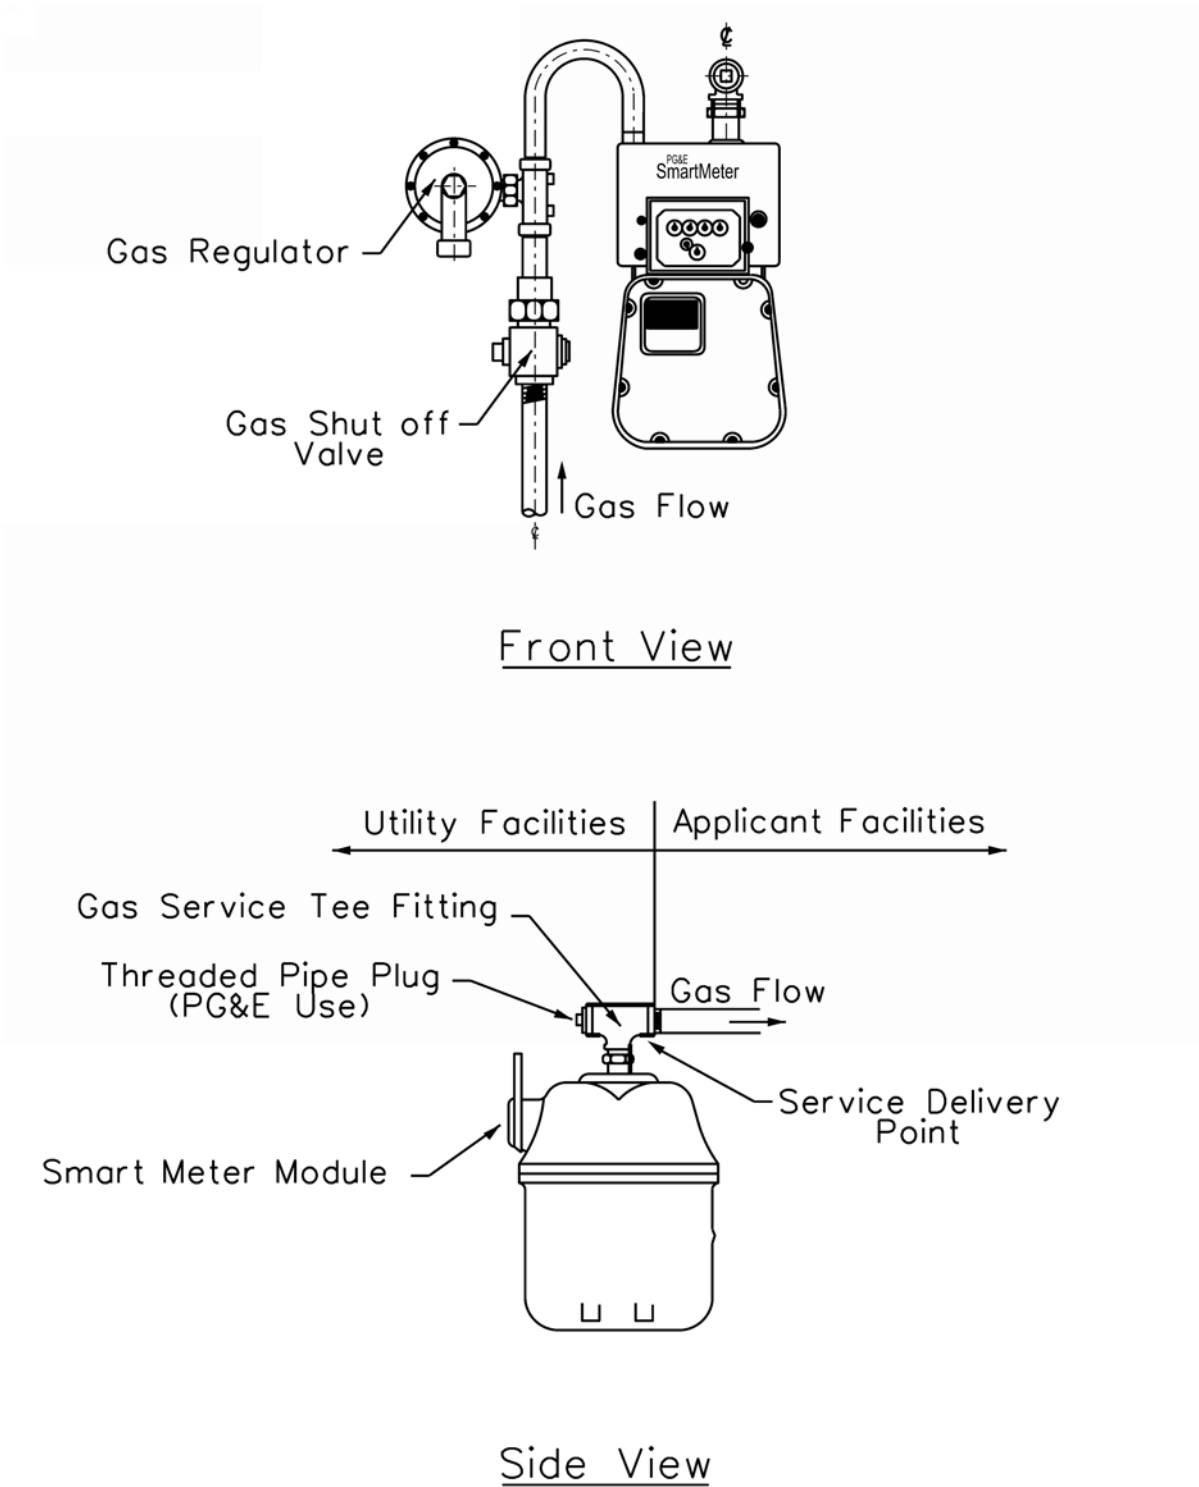 ℄
PG&E
SmartMeter
Gas Regulator
Gas Shut off
Valve
Gas Flow
℄
Front View
Utility Facilities
Applicant Facilities
Gas Service Tee Fitting
Threaded Pipe Plug
(PG&E Use)
Gas Flow
Service Delivery
Point
Smart Meter Module
Side View